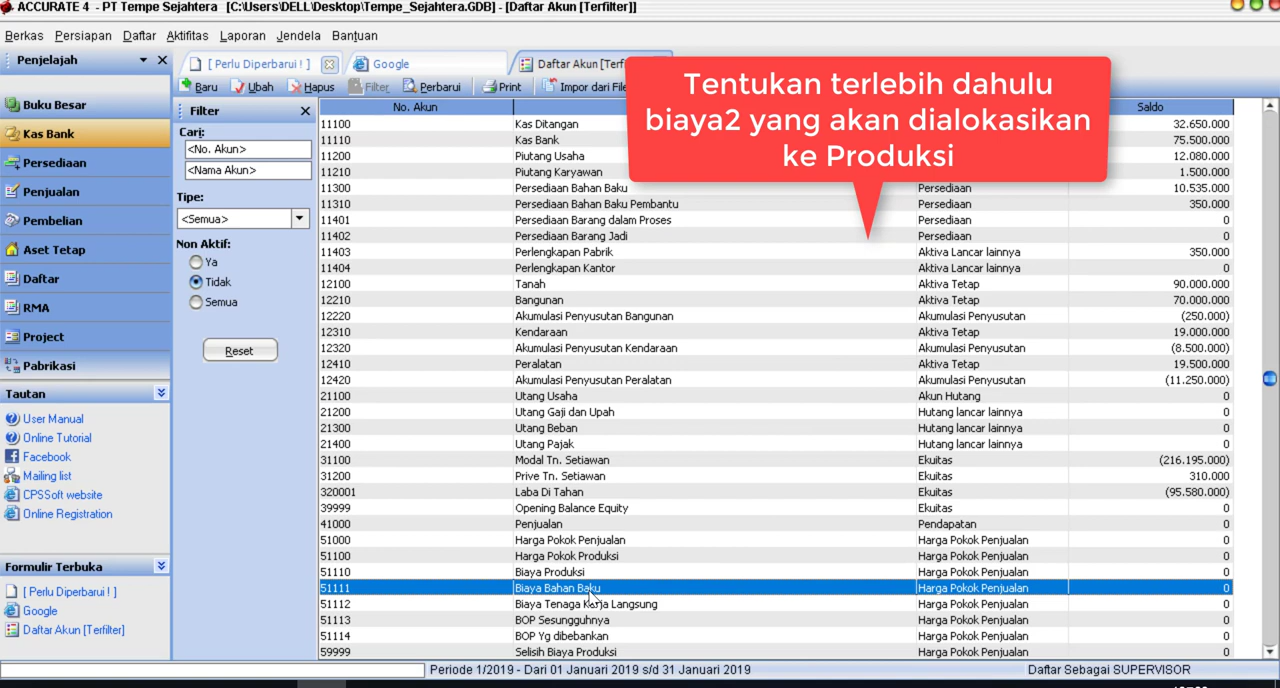 ACCURATE 4 - PT Tempe Sejahtera [C:\Users\DELL\Desktop\Tempe_Sejahtera.GDB] - [Daftar Akun [Terfilter]]
Berkas Persiapan Daftar Aktifitas Laporan Jendela Bantuan
Penjelajah
[ Perlu Diperbarui ! ] Google Daftar Akun [Terf
Baru Ubah Hapus Filter Perbarui Print Impor dari File
Tentukan terlebih dahulu
biaya2 yang akan dialokasikan
ke Produksi
Buku Besar
Kas Bank
Persediaan
Penjualan
Pembelian
Aset Tetap
Daftar
RMA
Project
Pabrikasi
Tautan
User Manual
Online Tutorial
Facebook
Mailing list
CPSSoft website
Online Registration
Formulir Terbuka
[ Perlu Diperbarui ! ]
Google
Daftar Akun [Terfilter]
Filter
Cari:
<No. Akun>
<Nama Akun>
Tipe:
<Semua>
Non Aktif:
Ya
Tidak
Semua
Reset
No. Akun Saldo
11100 Kas Ditangan 32.650.000
11110 Kas Bank 75.500.000
11200 Piutang Usaha 12.080.000
11210 Piutang Karyawan 1.500.000
11300 Persediaan Bahan Baku Persediaan 10.535.000
11310 Persediaan Bahan Baku Pembantu Persediaan 350.000
11401 Persediaan Barang dalam Proses Persediaan 0
11402 Persediaan Barang Jadi Persediaan 0
11403 Perlengkapan Pabrik Aktiva Lancar lainnya 350.000
11404 Perlengkapan Kantor Aktiva Lancar lainnya 0
12100 Tanah Aktiva Tetap 90.000.000
12210 Bangunan Aktiva Tetap 70.000.000
12220 Akumulasi Penyusutan Bangunan Akumulasi Penyusutan (250.000)
12310 Kendaraan Aktiva Tetap 19.000.000
12320 Akumulasi Penyusutan Kendaraan Akumulasi Penyusutan (8.500.000)
12410 Peralatan Aktiva Tetap 19.500.000
12420 Akumulasi Penyusutan Peralatan Akumulasi Penyusutan (11.250.000)
21100 Utang Usaha Akun Hutang 0
21200 Utang Gaji dan Upah Hutang lancar lainnya 0
21300 Utang Beban Hutang lancar lainnya 0
21400 Utang Pajak Hutang lancar lainnya 0
31100 Modal Tn. Setiawan Ekuitas (216.195.000)
31200 Prive Tn. Setiawan Ekuitas 310.000
320001 Laba Di Tahan Ekuitas (95.580.000)
39999 Opening Balance Equity Ekuitas 0
41000 Penjualan Pendapatan 0
51000 Harga Pokok Penjualan Harga Pokok Penjualan 0
51100 Harga Pokok Produksi Harga Pokok Penjualan 0
51110 Biaya Produksi Harga Pokok Penjualan 0
51111 Biaya Bahan Baku Harga Pokok Penjualan 0
51112 Biaya Tenaga Kerja Langsung Harga Pokok Penjualan 0
51113 BOP Sesungguhnya Harga Pokok Penjualan 0
51114 BOP Yg dibebankan Harga Pokok Penjualan 0
59999 Selisih Biaya Produksi Harga Pokok Penjualan 0
Periode 1/2019 - Dari 01 Januari 2019 s/d 31 Januari 2019 Daftar Sebagai SUPERVISOR